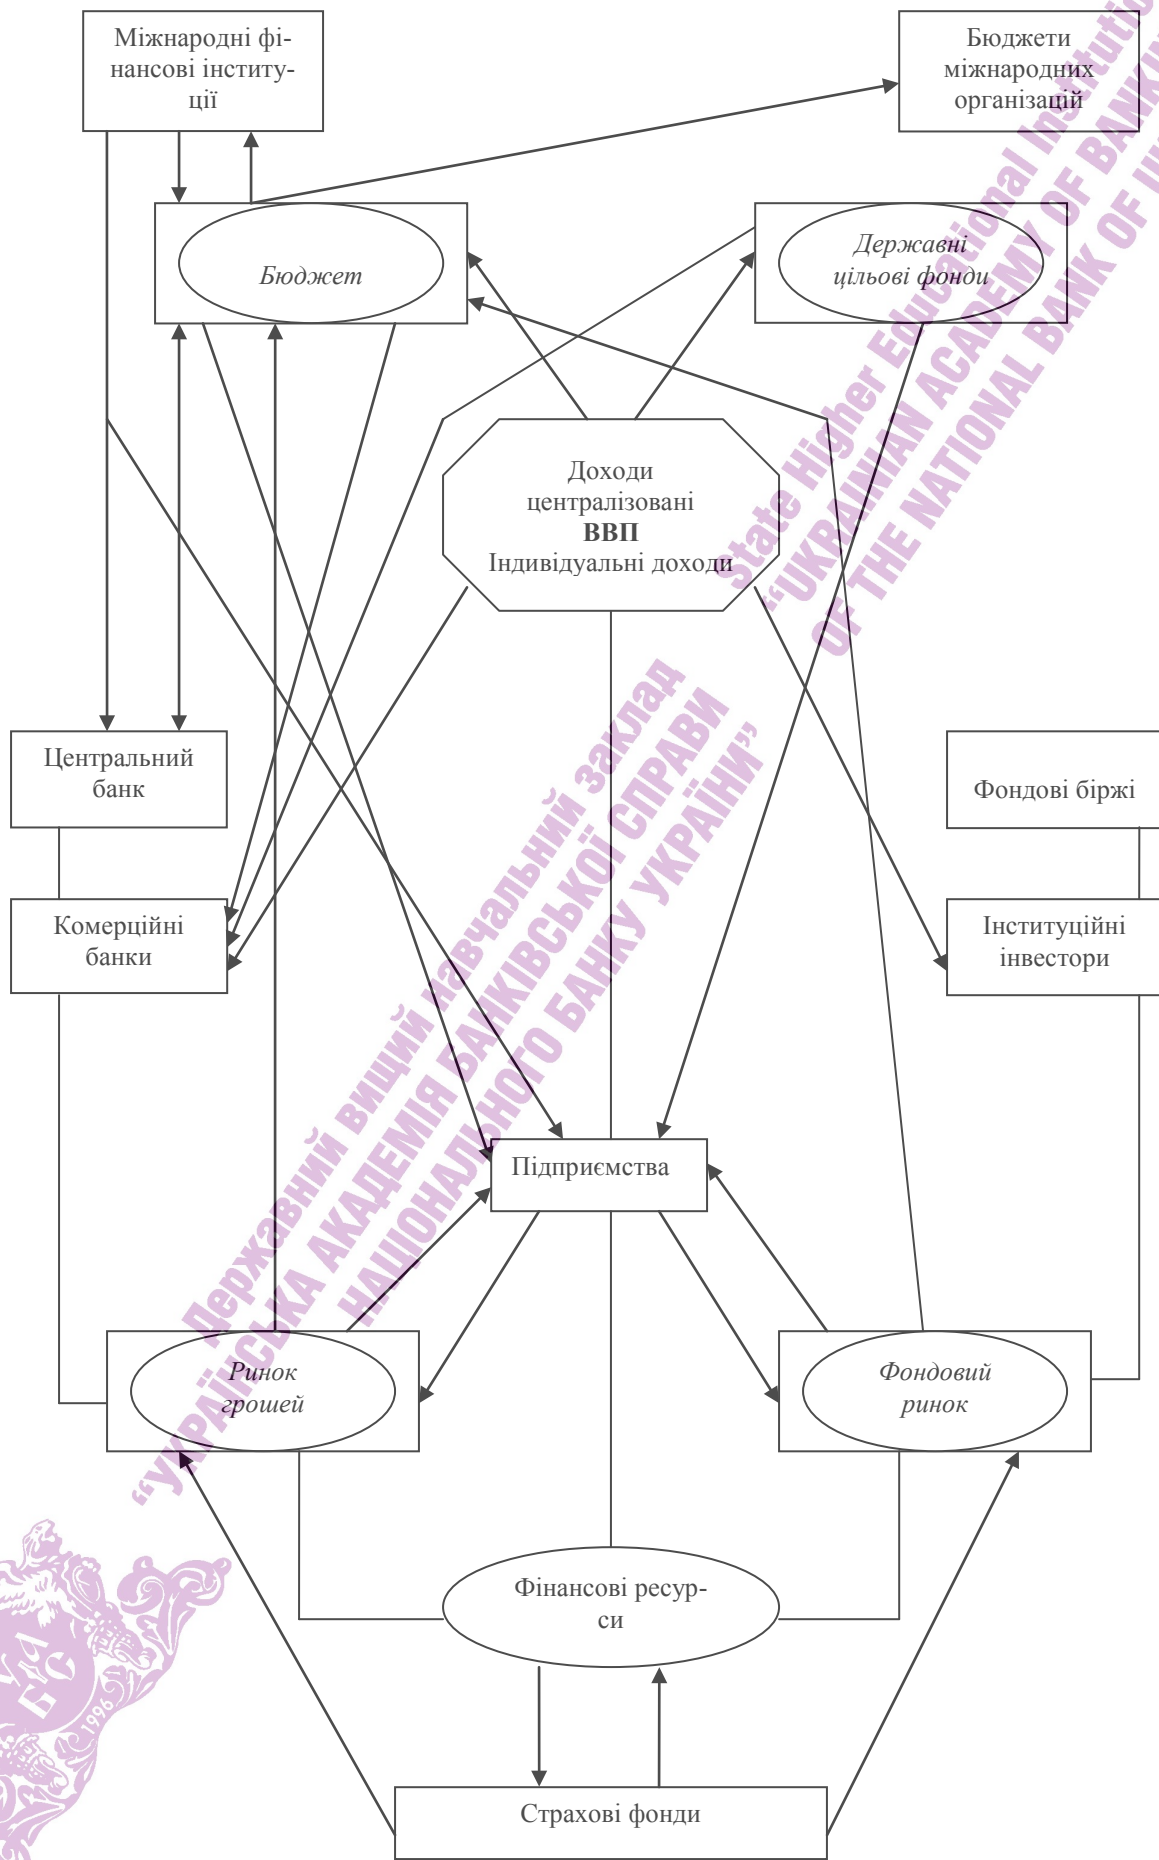 Міжнародні фі-
нансові інститу-
ції
Бюджети
міжнародних
організацій
Бюджет
Державні
цільові фонди
Доходи
централізовані
ВВП
Індивідуальні доходи
Центральний
банк
Фондові біржі
Комерційні
банки
Інституційні
інвестори
Підприємства
Ринок
грошей
Фондовий
ринок
Фінансові ресур-
си
Страхові фонди
State Higher Educational Institution
“UKRAINIAN ACADEMY OF
OF THE NATIONAL BANK OF
Державний вищий навчальний заклад
“УКРАЇНСЬКА АКАДЕМІЯ БАНКІВСЬКОЇ СПРАВИ
НАЦІОНАЛЬНОГО БАНКУ УКРАЇНИ”
1996